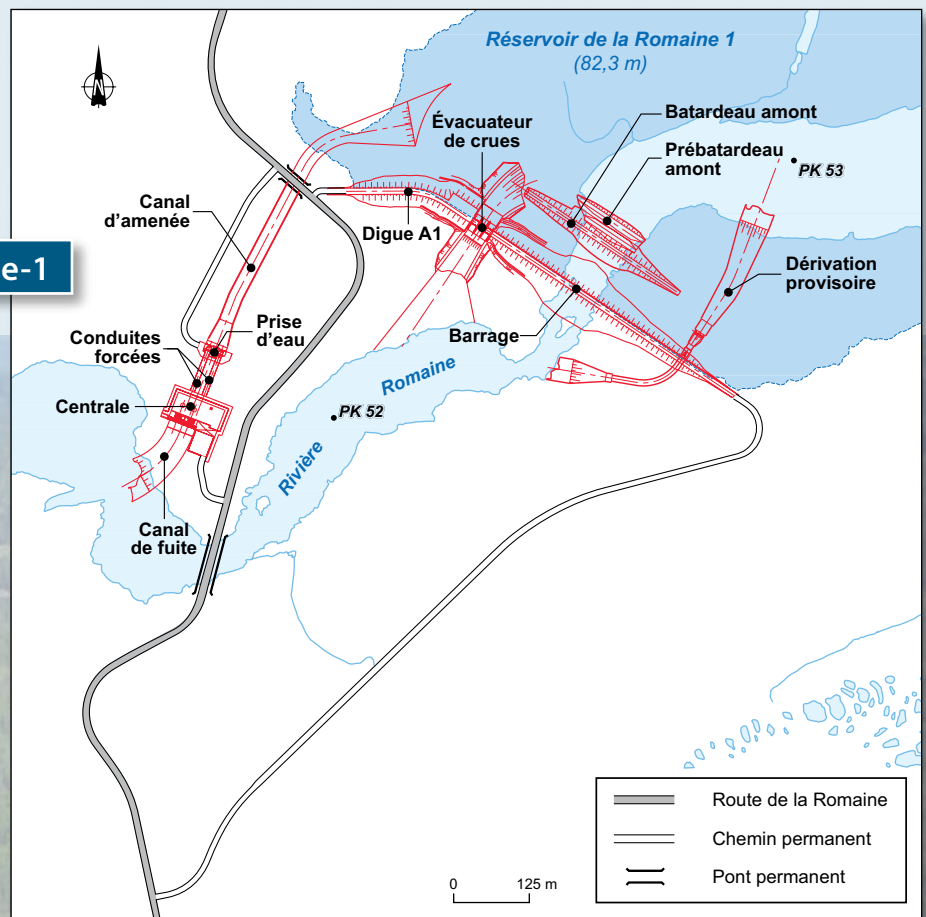 Réservoir de la Romaine 1
(82,3 m)
Évacuateur
de crues
Batardeau amont
Prébatardeau
amont
PK 53
Canal
d'amenée
Digue A1
Dérivation
provisoire
e-1
Prise
d'eau
Conduites
forcées
Barrage
Centrale
Rivière
Romaine
PK 52
Canal
de fuite
Route de la Romaine
Chemin permanent
Pont permanent
0 125 m